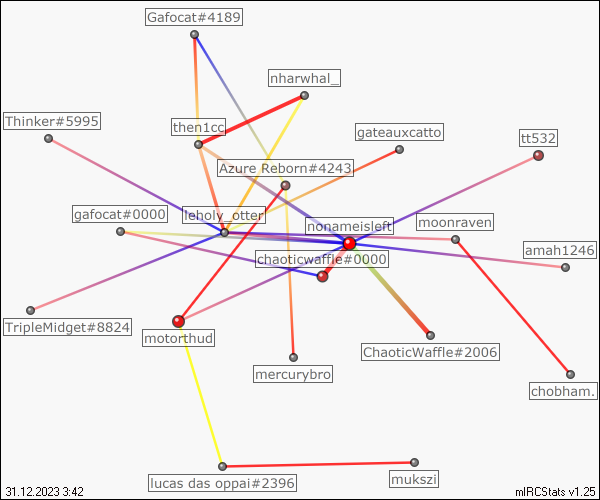 Gafocat#4189
nharwhal_
Thinker#5995
then1cc
gateauxcatto
tt532
Azure Reborn#4243
gafocat#0000
leholy_otter
nonameisleft
moonraven
chaoticwaffle#0000
amah1246
TripleMidget#8824
motorthud
ChaoticWaffle#2006
mercurybro
chobham.
lucas das oppai#2396
mukszi
31.12.2023 3:42
mIRCStats v1.25